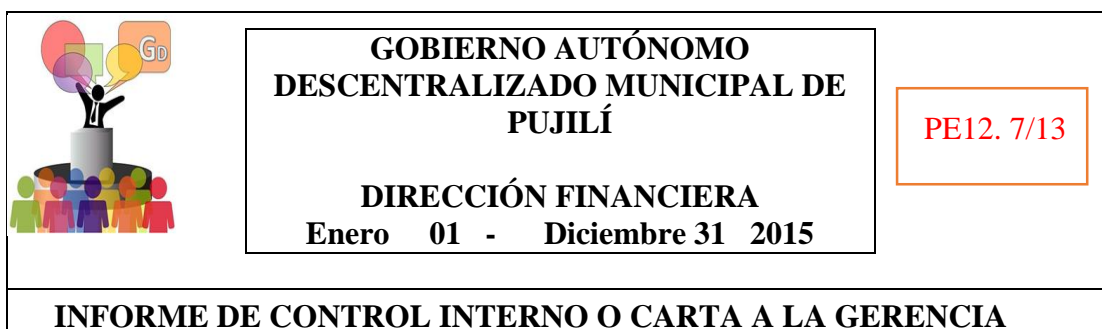 GD
GOBIERNO AUTÓNOMO
DESCENTRALIZADO MUNICIPAL DE
PUJILÍ
PE12. 7/13
DIRECCIÓN FINANCIERA
Enero 01 - Diciembre 31 2015
INFORME DE CONTROL INTERNO O CARTA A LA GERENCIA